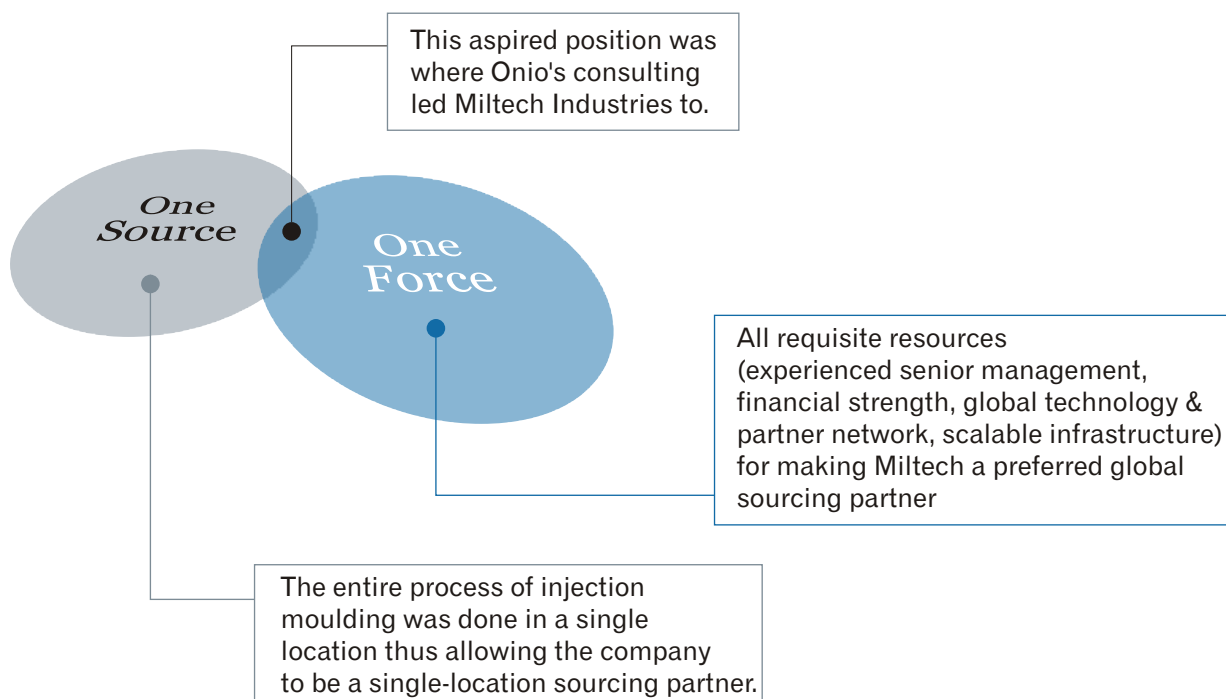 This aspired position was
where Onio's consulting
led Miltech Industries to.
One
Source
One
Force
All requisite resources
(experienced senior management,
financial strength, global technology &
partner network, scalable infrastructure)
for making Miltech a preferred global
sourcing partner
The entire process of injection
moulding was done in a single
location thus allowing the company
to be a single-location sourcing partner.